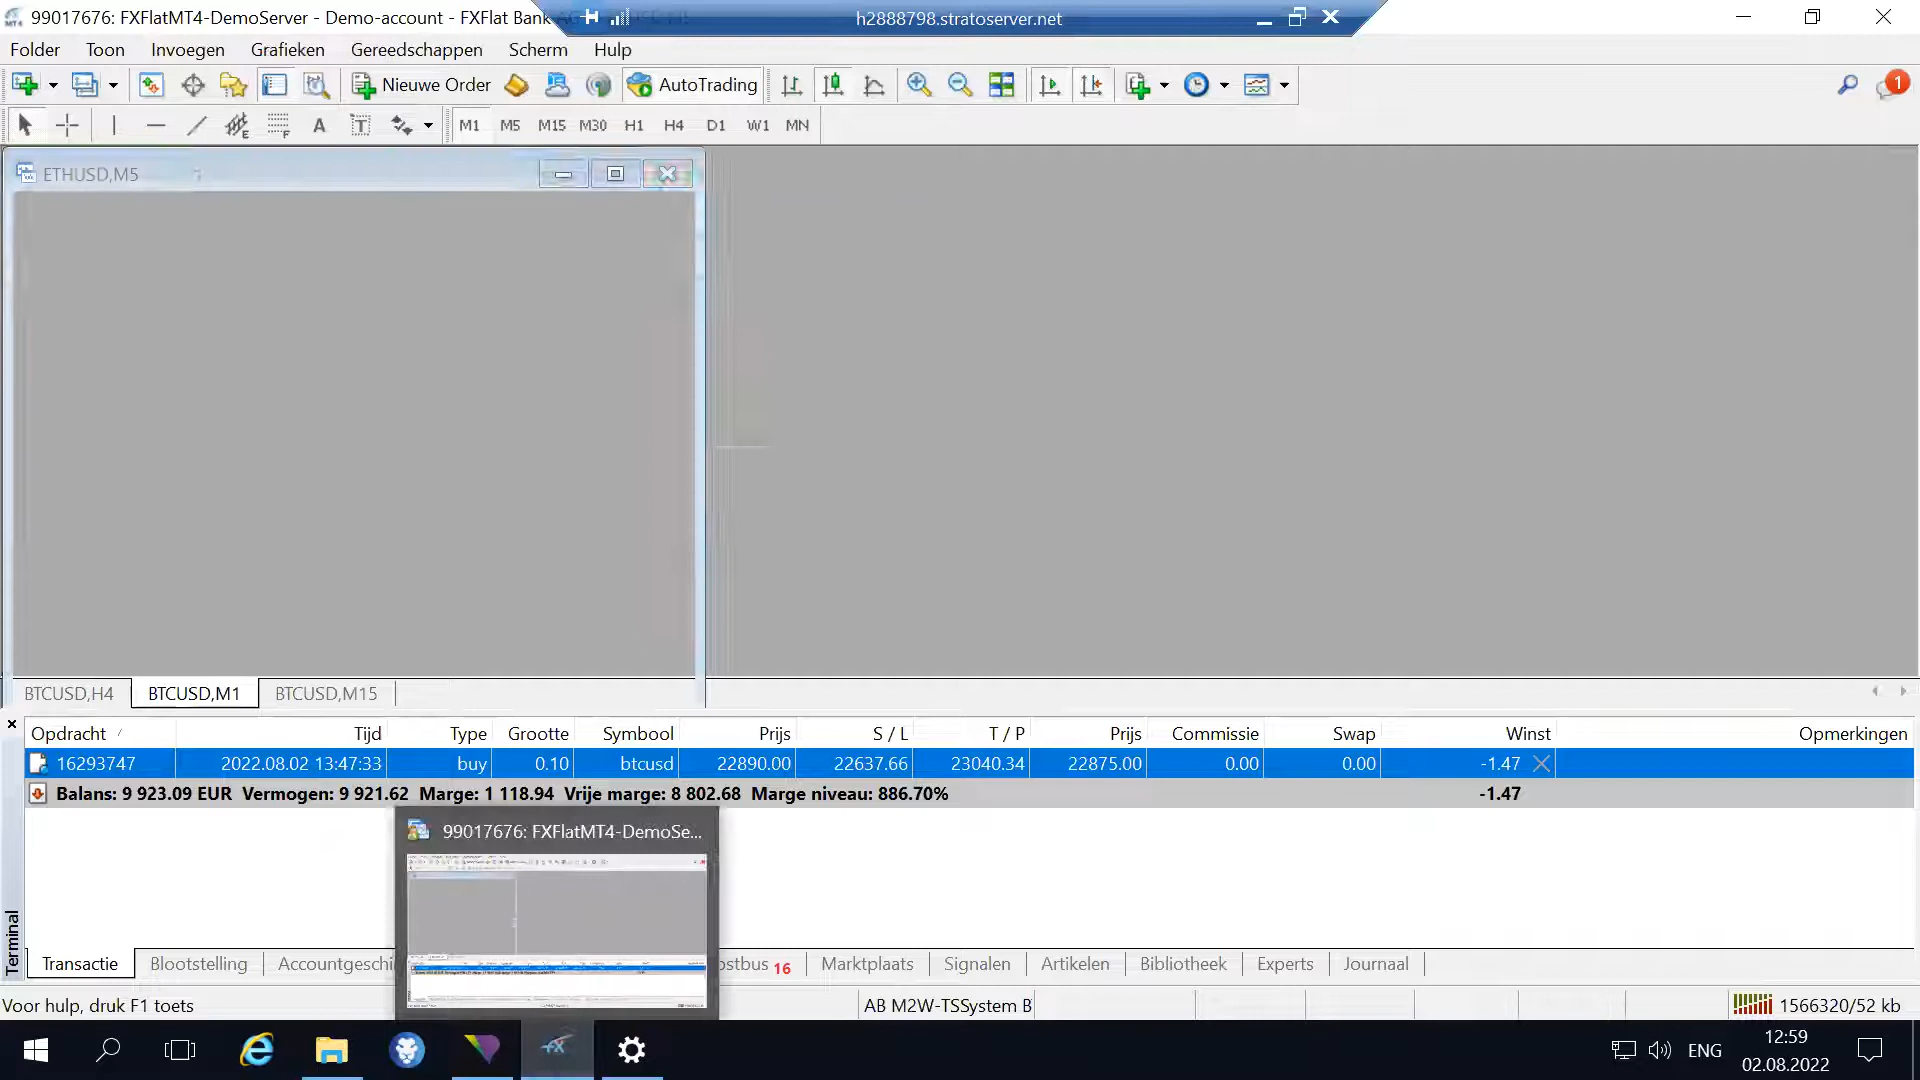 99017676: FXFlatMT4-DemoServer - Demo-account - FXFlat Bank
h2888798.stratoserver.net
Folder Toon Invoegen Grafieken Gereedschappen Scherm Hulp
Nieuwe Order AutoTrading 1
A T M1 M5 M15 M30 H1 H4 D1 W1 MN
ETHUSD,M5
BTCUSD,H4 BTCUSD,M1 BTCUSD,M15
Opdracht / Tijd Type Grootte Symbool Prijs S / L T / P Prijs Commissie Swap Winst Opmerkingen
16293747 2022.08.02 13:47:33 buy 0.10 btcusd 22890.00 22637.66 23040.34 22875.00 0.00 0.00 -1.47
Balans: 9 923.09 EUR Vermogen: 9 921.62 Marge: 1 118.94 Vrije marge: 8 802.68 Marge niveau: 886.70% -1.47
99017676: FXFlatMT4-DemoSe...
Terminal
Transactie Blootstelling Accountgeschi ostbus 16 Marktplaats Signalen Artikelen Bibliotheek Experts Journaal
Voor hulp, druk F1 toets AB M2W-TSSystem B 1566320/52 kb
ENG 12:59
02.08.2022